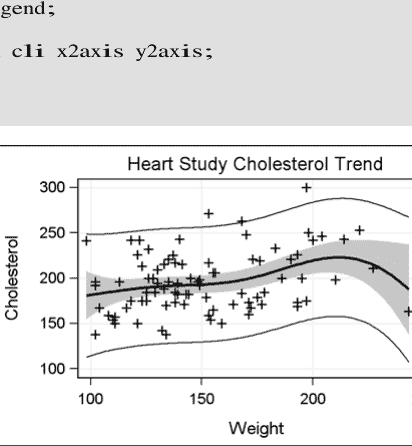 gend;
cli x2axis y2axis;
Heart Study Cholesterol Trend
300
250
200
150
100
Cholesterol
100
150
200
Weight